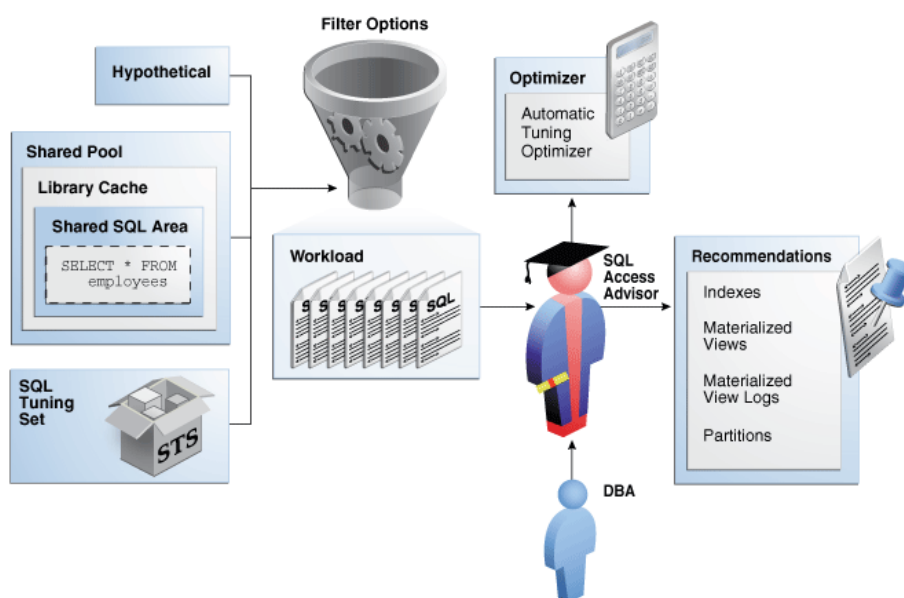 Filter Options
Hypothetical
Shared Pool
Library Cache
Shared SQL Area
SELECT * FROM
employees
SQL
Tuning
Set
STS
Workload
S
S
S
S
S
S
S
SQL
Optimizer
Automatic
Tuning
Optimizer
SQL
Access
Advisor
DBA
Recommendations
Indexes
Materialized
Views
Materialized
View Logs
Partitions